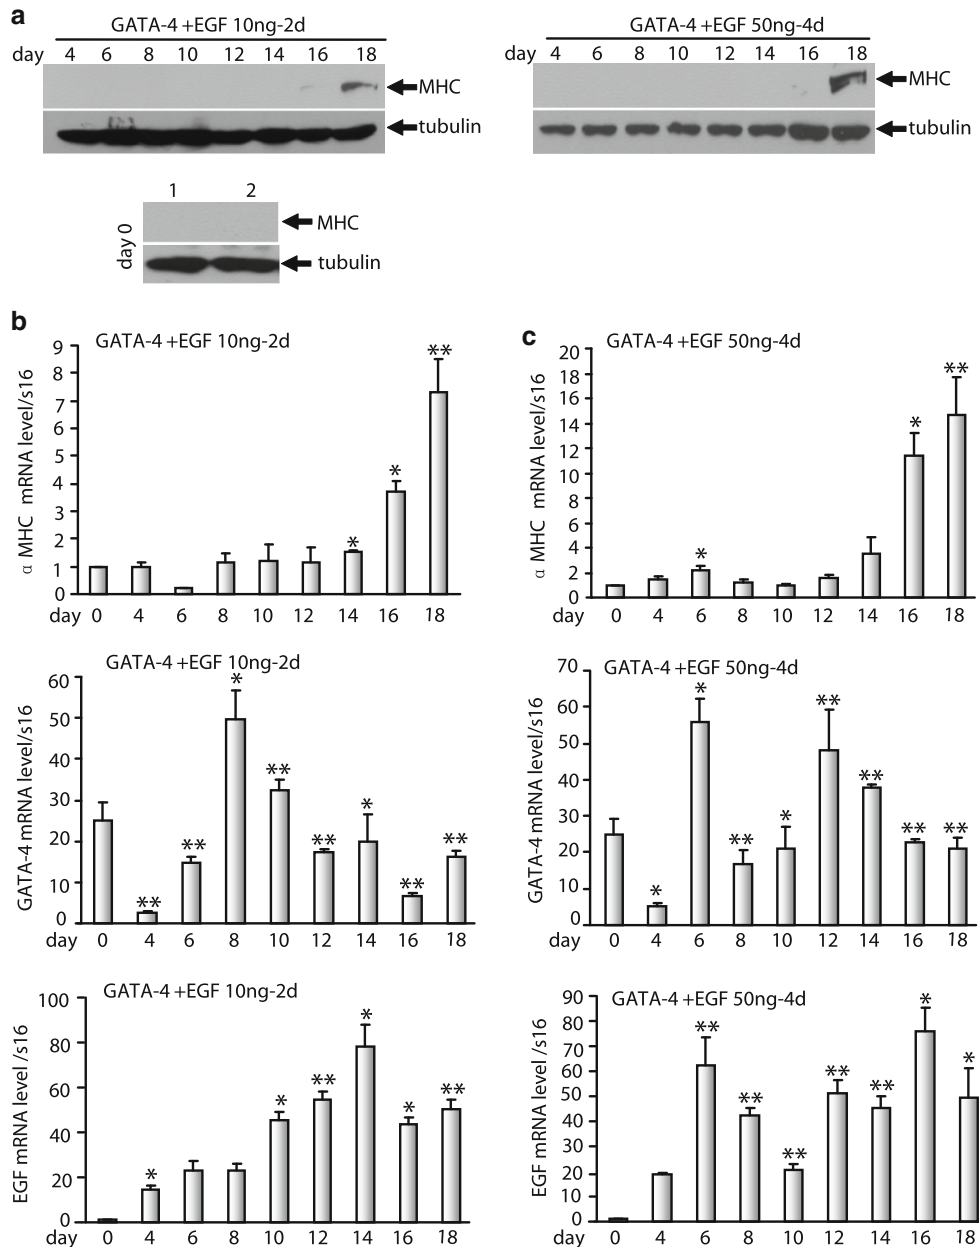 a
GATA-4 +EGF 10ng-2d
day 4 6 8 10 12 14 16 18
MHC
tubulin
GATA-4 +EGF 50ng-4d
day 4 6 8 10 12 14 16 18
MHC
tubulin
1 2
day 0
MHC
tubulin
b
GATA-4 +EGF 10ng-2d
α MHC mRNA level/s16
9
8
7
6
5
4
3
2
1
0
* * **
day 0 4 6 8 10 12 14 16 18
GATA-4 +EGF 10ng-2d
GATA-4 mRNA level/s16
60
50
40
30
20
10
0
** ** * ** ** * ** **
day 0 4 6 8 10 12 14 16 18
GATA-4 +EGF 10ng-2d
EGF mRNA level /s16
100
80
60
40
20
0
* * ** * * **
day 0 4 6 8 10 12 14 16 18
c
GATA-4 +EGF 50ng-4d
α MHC mRNA level/s16
20
18
16
14
12
10
8
6
4
2
0
* * **
day 0 4 6 8 10 12 14 16 18
GATA-4 +EGF 50ng-4d
GATA-4 mRNA level/s16
70
60
50
40
30
20
10
0
* * ** * ** ** ** **
day 0 4 6 8 10 12 14 16 18
GATA-4 +EGF 50ng-4d
EGF mRNA level /s16
90
80
70
60
50
40
30
20
10
0
** ** ** ** ** * *
day 0 4 6 8 10 12 14 16 18